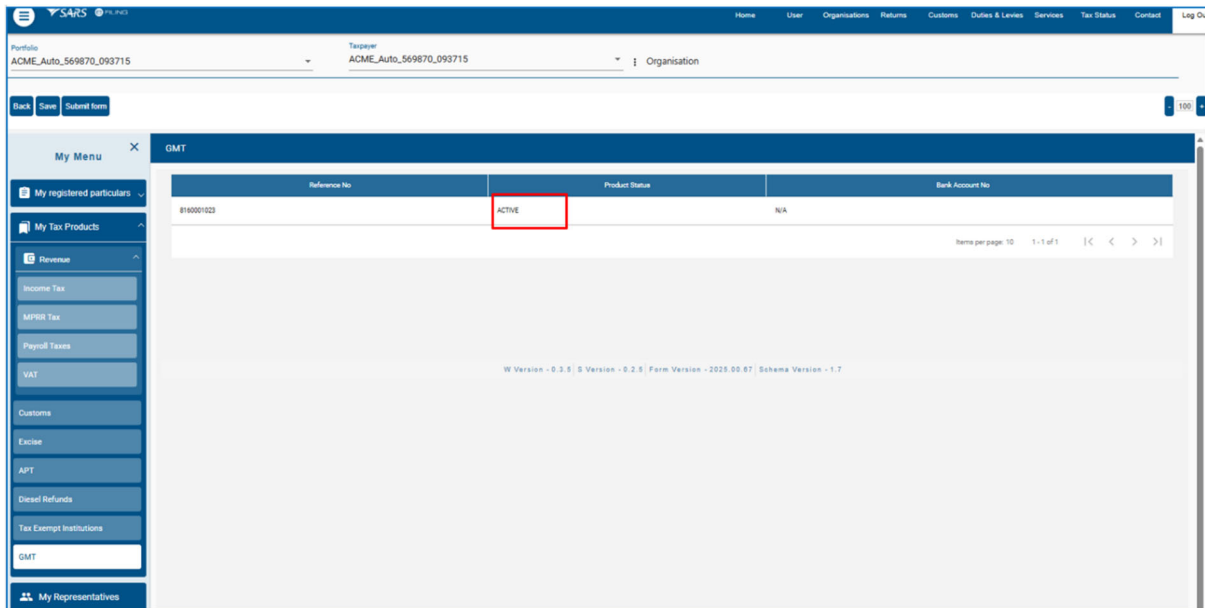 SARS eFILING
Home User Organisations Returns Customs Duties & Levies Services Tax Status Contact Log Ou
Portfolio
ACME_Auto_569870_093715
Taxpayer
ACME_Auto_569870_093715
Organisation
Back Save Submit form
- 100 +
My Menu
GMT
My registered particulars
My Tax Products
Revenue
Income Tax
MPRR Tax
Payroll Taxes
VAT
Customs
Excise
APT
Diesel Refunds
Tax Exempt Institutions
GMT
My Representatives
Reference No Product Status Bank Account No
8160001023 ACTIVE N/A
Items per page: 10 1 - 1 of 1
W Version - 0.3.5 S Version - 0.2.5 Form Version - 2025.00.67 Schema Version - 1.7